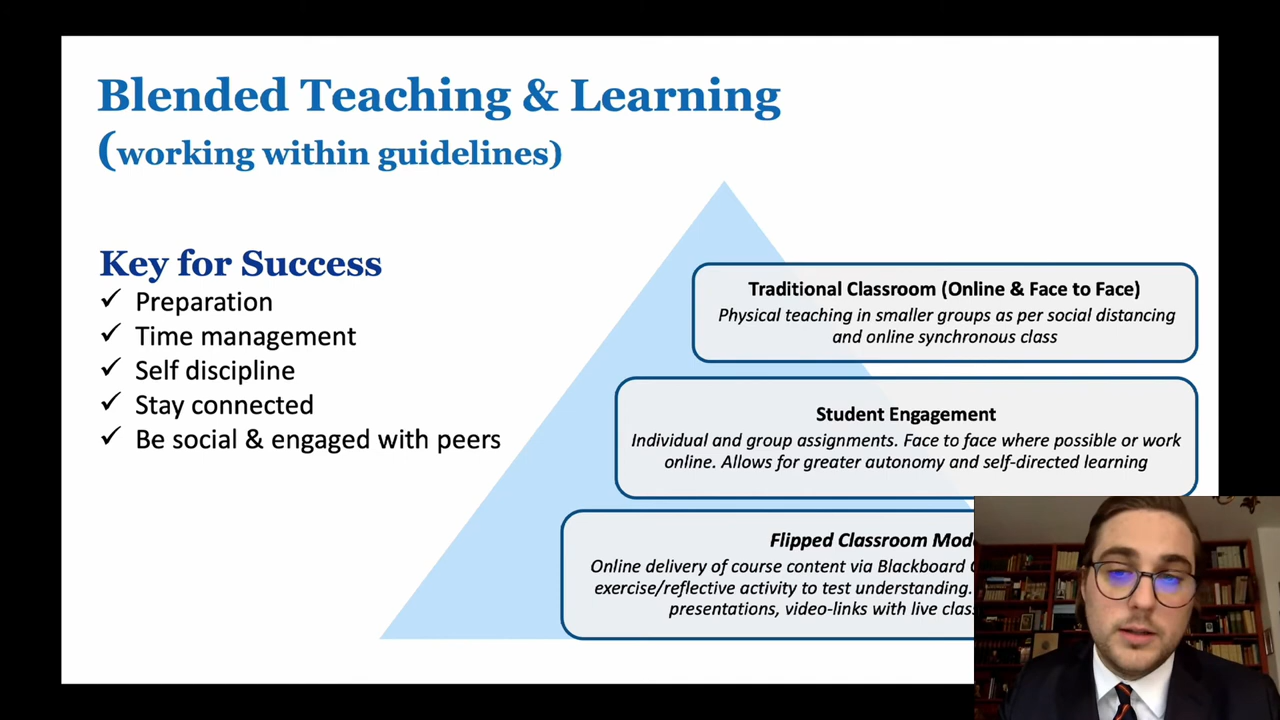 Blended Teaching & Learning
(working within guidelines)
Key for Success
✓ Preparation
✓ Time management
✓ Self discipline
✓ Stay connected
✓ Be social & engaged with peers
Traditional Classroom (Online & Face to Face)
Physical teaching in smaller groups as per social distancing
and online synchronous class
Student Engagement
Individual and group assignments. Face to face where possible or work
online. Allows for greater autonomy and self-directed learning
Flipped Classroom
Online delivery of course content via Blackboard
exercise/reflective activity to test understanding.
presentations, video-links with live